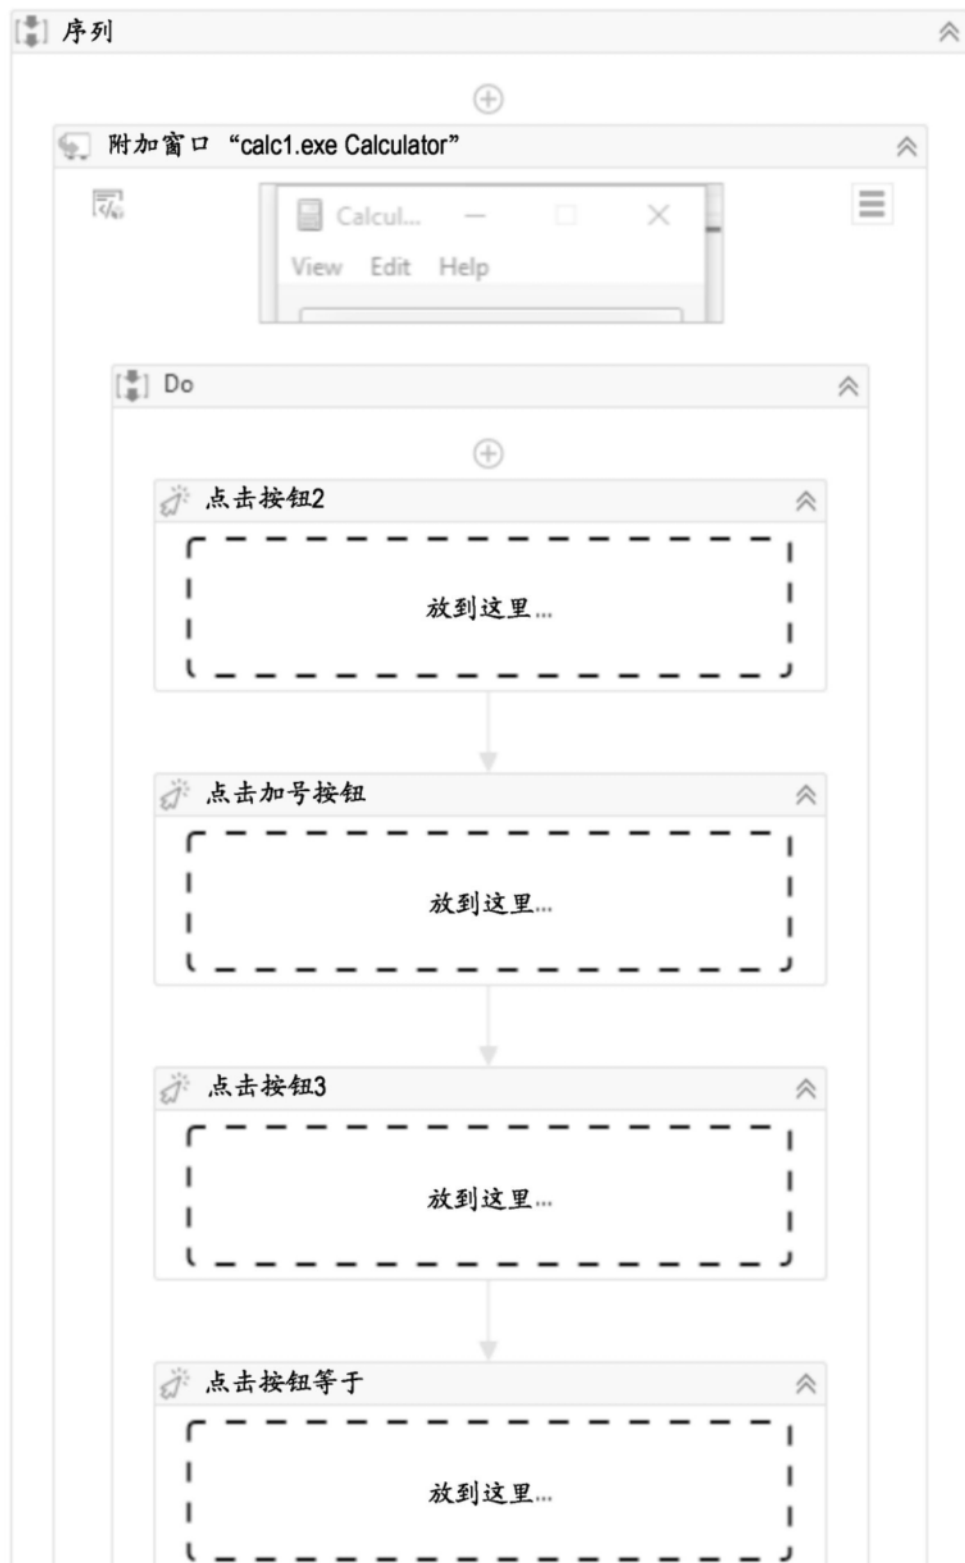 序列
附加窗口 “calc1.exe Calculator”
Calcul...
View Edit Help
Do
点击按钮2
放到这里...
点击加号按钮
放到这里...
点击按钮3
放到这里...
点击按钮等于
放到这里...